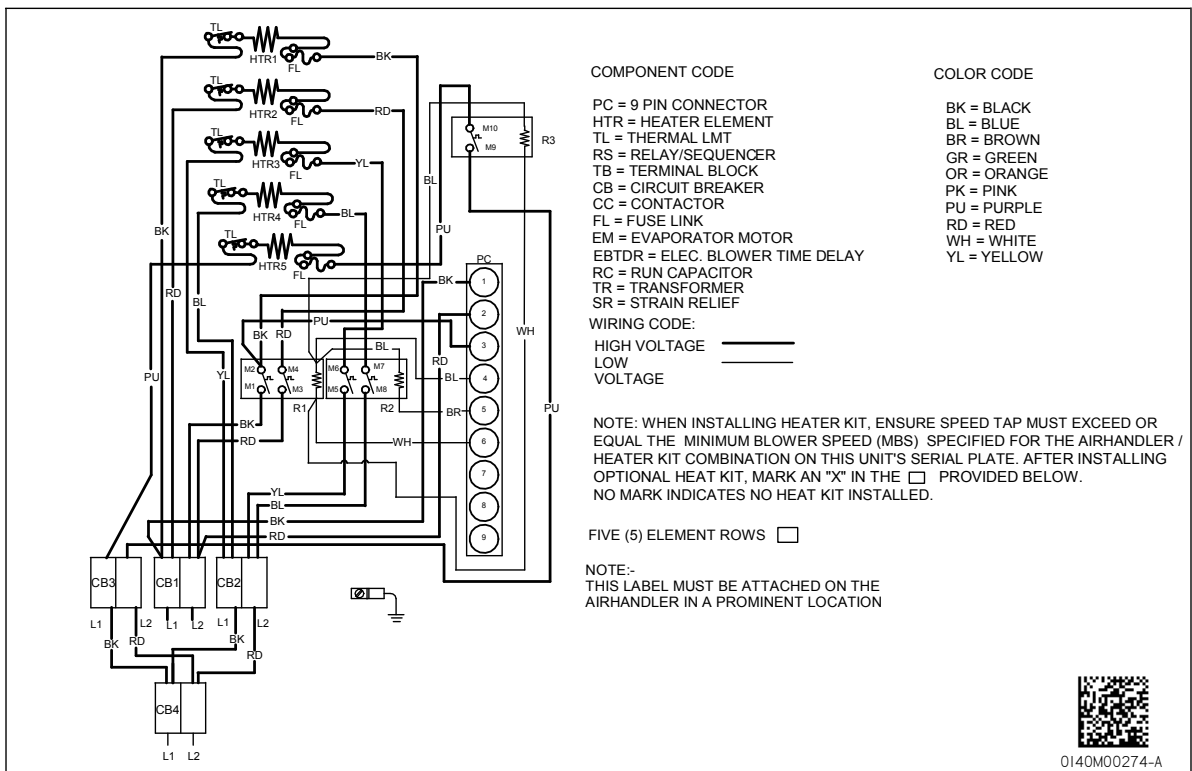 TL
HTR1
FL
BK
TL
HTR2
FL
RD
TL
HTR3
FL
YL
TL
HTR4
FL
BL
TL
HTR5
FL
BK
RD
BL
PU
YL
BL
PU
M10
M9
R3
WH
PU
PC
BK
1
2
3
4
5
6
7
8
9
BK
RD
PU
BL
RD
M2
M4
M1
M3
R1
M6
M7
M5
M8
R2
BL
BR
WH
BK
RD
YL
BL
BK
RD
CB3
CB1
CB2
L1
L2
L1
L2
L1
L2
BK
RD
BK
RD
CB4
L1
L2
COMPONENT CODE
PC = 9 PIN CONNECTOR
HTR = HEATER ELEMENT
TL = THERMAL LMT
RS = RELAY/SEQUENCER
TB = TERMINAL BLOCK
CB = CIRCUIT BREAKER
CC = CONTACTOR
FL = FUSE LINK
EM = EVAPORATOR MOTOR
EBTDR = ELEC. BLOWER TIME DELAY
RC = RUN CAPACITOR
TR = TRANSFORMER
SR = STRAIN RELIEF
WIRING CODE:
HIGH VOLTAGE
LOW
VOLTAGE
COLOR CODE
BK = BLACK
BL = BLUE
BR = BROWN
GR = GREEN
OR = ORANGE
PK = PINK
PU = PURPLE
RD = RED
WH = WHITE
YL = YELLOW
NOTE: WHEN INSTALLING HEATER KIT, ENSURE SPEED TAP MUST EXCEED OR
EQUAL THE MINIMUM BLOWER SPEED (MBS) SPECIFIED FOR THE AIRHANDLER /
HEATER KIT COMBINATION ON THIS UNIT'S SERIAL PLATE. AFTER INSTALLING
OPTIONAL HEAT KIT, MARK AN "X" IN THE PROVIDED BELOW.
NO MARK INDICATES NO HEAT KIT INSTALLED.
FIVE (5) ELEMENT ROWS
NOTE:-
THIS LABEL MUST BE ATTACHED ON THE
AIRHANDLER IN A PROMINENT LOCATION
0140M00274-A